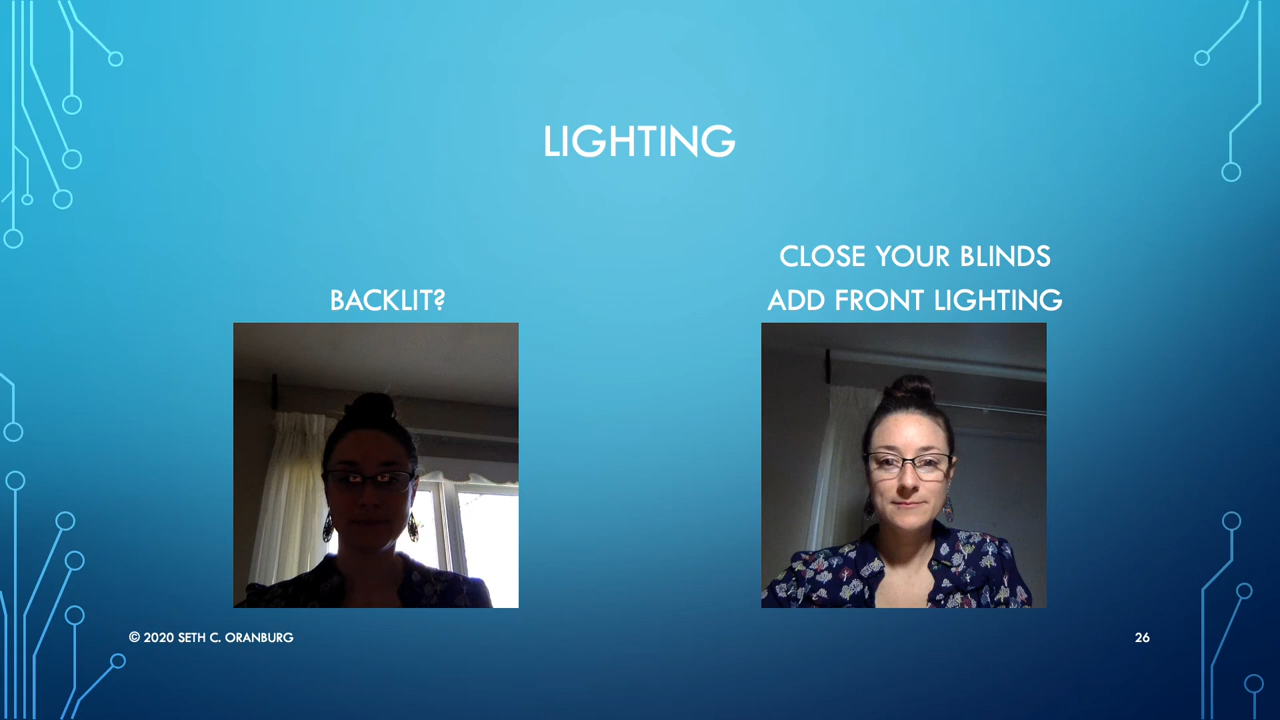 LIGHTING
BACKLIT?
CLOSE YOUR BLINDS
ADD FRONT LIGHTING
© 2020 SETH C. ORANBURG
26